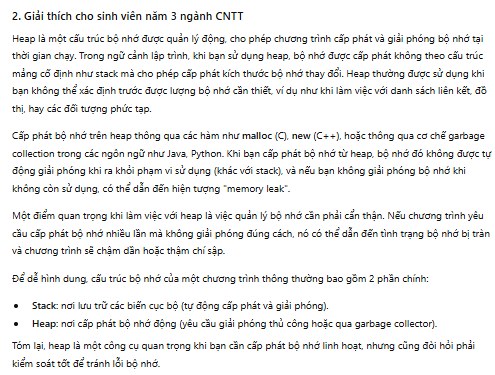 2. Giải thích cho sinh viên năm 3 ngành CNTT
Heap là một cấu trúc bộ nhớ được quản lý động, cho phép chương trình cấp phát và giải phóng bộ nhớ tại
thời gian chạy. Trong ngữ cảnh lập trình, khi bạn sử dụng heap, bộ nhớ được cấp phát không theo cấu trúc
mảng cố định như stack mà cho phép cấp phát kích thước bộ nhớ thay đổi. Heap thường được sử dụng khi
bạn không thể xác định trước được lượng bộ nhớ cần thiết, ví dụ như khi làm việc với danh sách liên kết, đồ
thị, hay các đối tượng phức tạp.
Cấp phát bộ nhớ trên heap thông qua các hàm như malloc (C), new (C++), hoặc thông qua cơ chế garbage
collection trong các ngôn ngữ như Java, Python. Khi bạn cấp phát bộ nhớ từ heap, bộ nhớ đó không được tự
động giải phóng khi ra khỏi phạm vi sử dụng (khác với stack), và nếu bạn không giải phóng bộ nhớ khi
không còn sử dụng, có thể dẫn đến hiện tượng "memory leak".
Một điểm quan trọng khi làm việc với heap là việc quản lý bộ nhớ cần phải cẩn thận. Nếu chương trình yêu
cầu cấp phát bộ nhớ nhiều lần mà không giải phóng đúng cách, nó có thể dẫn đến tình trạng bộ nhớ bị tràn
và chương trình sẽ chậm dần hoặc thậm chí sập.
Để dễ hình dung, cấu trúc bộ nhớ của một chương trình thông thường bao gồm 2 phần chính:
• Stack: nơi lưu trữ các biến cục bộ (tự động cấp phát và giải phóng).
• Heap: nơi cấp phát bộ nhớ động (yêu cầu giải phóng thủ công hoặc qua garbage collector).
Tóm lại, heap là một công cụ quan trọng khi bạn cần cấp phát bộ nhớ linh hoạt, nhưng cũng đòi hỏi phải
kiểm soát tốt để tránh lỗi bộ nhớ.